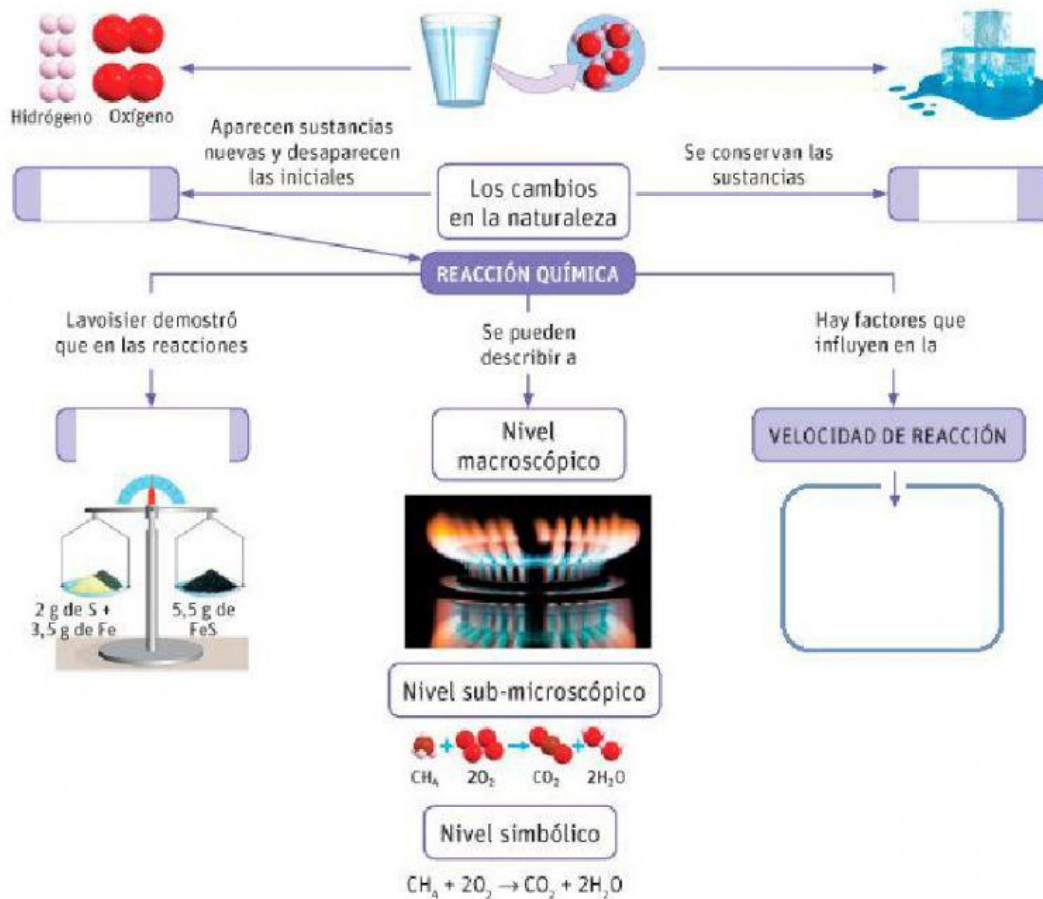 Hidrógeno
Oxígeno
Aparecen sustancias
nuevas y desaparecen
las iniciales
Se conservan las
sustancias
Los cambios
en la naturaleza
REACCIÓN QUÍMICA
Lavoisier demostró
que en las reacciones
Se pueden
describir a
Hay factores que
influyen en la
Nivel
macroscópico
VELOCIDAD DE REACCIÓN
2 g de S +
3,5 g de Fe
5,5 g de
FeS
Nivel sub-microscópico
CH₄ 2O₂ CO₂ 2H₂O
Nivel simbólico
CH₄ + 2O₂ → CO₂ + 2H₂O